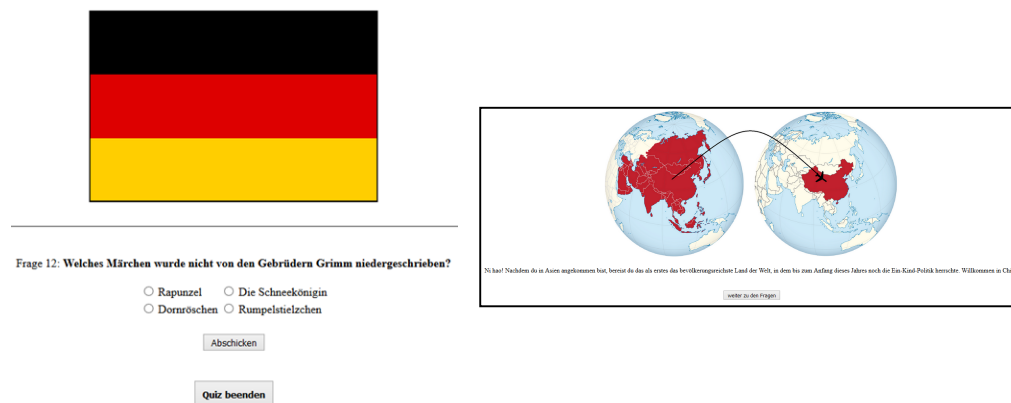 Frage 12: Welches Märchen wurde nicht von den Gebrüdern Grimm niedergeschrieben?
Rapunzel
Die Schneekönigin
Dornröschen
Rumpelstielzchen
Abschicken
Quiz beenden
Ni hao! Nachdem du in Asien angekommen bist, bereist du das als erstes das bevölkerungsreichste Land der Welt, in dem bis zum Anfang dieses Jahres noch die Ein-Kind-Politik herrschte. Willkommen in Chi
weiter zu den Fragen